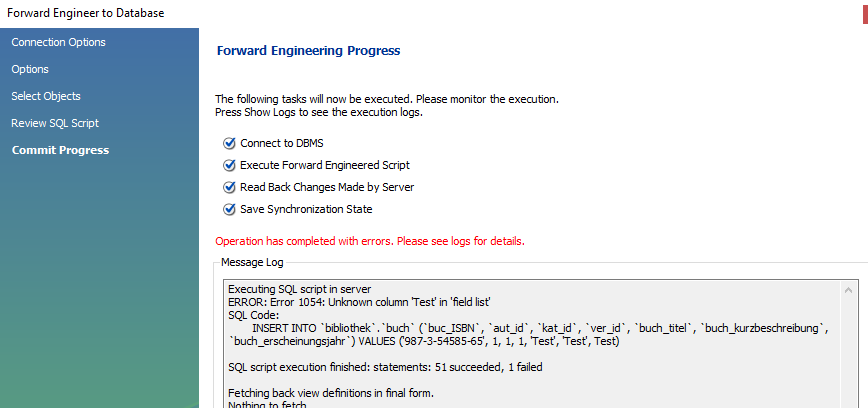 Forward Engineer to Database
Connection Options
Options
Select Objects
Review SQL Script
Commit Progress
Forward Engineering Progress
The following tasks will now be executed. Please monitor the execution.
Press Show Logs to see the execution logs.
Connect to DBMS
Execute Forward Engineered Script
Read Back Changes Made by Server
Save Synchronization State
Operation has completed with errors. Please see logs for details.
Message Log
Executing SQL script in server
ERROR: Error 1054: Unknown column 'Test' in 'field list'
SQL Code:
INSERT INTO `bibliothek`.`buch` (`buc_ISBN`, `aut_id`, `kat_id`, `ver_id`, `buch_titel`, `buch_kurzbeschreibung`,
`buch_erscheinungsjahr`) VALUES ('987-3-54585-65', 1, 1, 1, 'Test', 'Test', Test)
SQL script execution finished: statements: 51 succeeded, 1 failed
Fetching back view definitions in final form.
Nothing to fetch